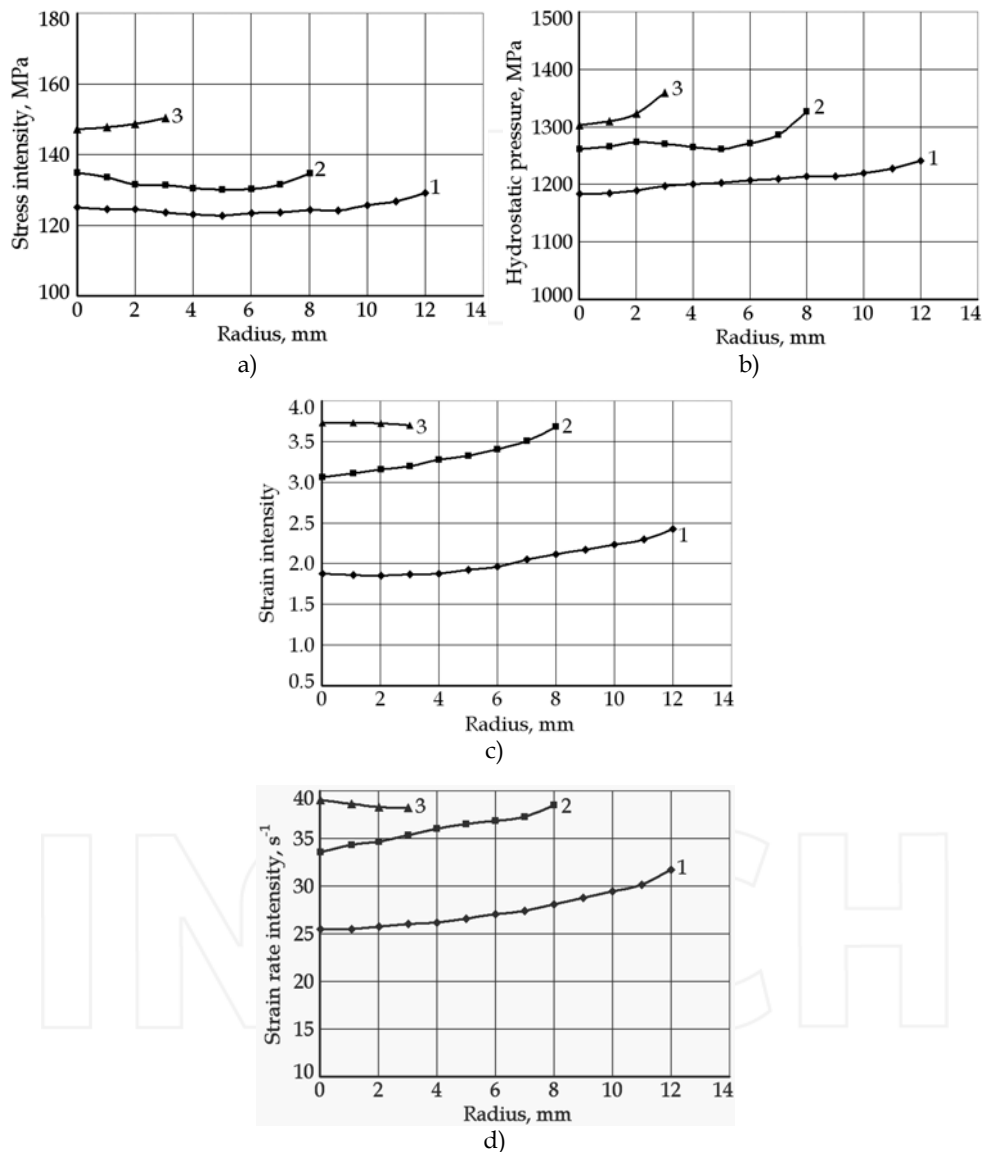 180
160
140
120
100
Stress intensity, MPa
3
2
1
0 2 4 6 8 10 12 14
Radius, mm
a)
1500
1400
1300
1200
1100
1000
Hydrostatic pressure, MPa
3
2
1
0 2 4 6 8 10 12 14
Radius, mm
b)
4.0
3.5
3.0
2.5
2.0
1.5
1.0
0.5
Strain intensity
3
2
1
0 2 4 6 8 10 12 14
Radius, mm
c)
40
35
30
25
20
15
10
Strain rate intensity, s⁻¹
3
2
1
0 2 4 6 8 10 12 14
Radius, mm
d)